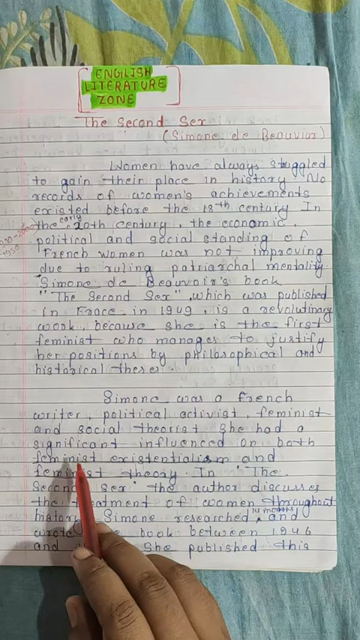 ENGLISH
LITERATURE
ZONE
The Second Sex
(Simone de Beauvoir)
Women have always struggled
to gain their place in history No
records of women's achievements
existed before the 18th century In
the early 20th century, the economic,
political and social standing of
French women was not improving
due to ruling patriarchal mentality
Simone de Beauvoir's book
"The Second Sex", which was published
in France in 1949, is a revolutinary
work, because she is the first
feminist who manages to justify
her positions by philosophical and
historical theses.
Simone was a French
writer, political activist, feminist
and social theorist She had a
significant influenced on both
feminist existentialism and
feminist theory In "The
Second Sex" the author discusses
the treatment of women throughout
history Simone researched and
wrote book between 1946
and She published this